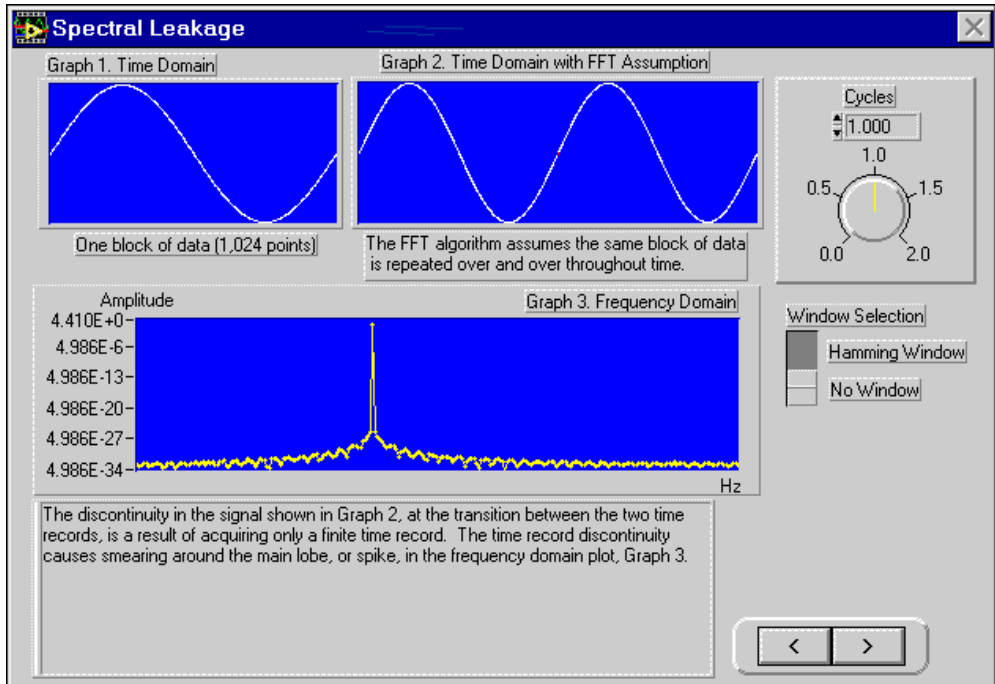 Spectral Leakage
Graph 1. Time Domain
Graph 2. Time Domain with FFT Assumption
One block of data (1,024 points)
The FFT algorithm assumes the same block of data
is repeated over and over throughout time.
Cycles
1.000
1.0
0.5
1.5
0.0
2.0
Amplitude
Graph 3. Frequency Domain
4.410E+0
4.986E-6
4.986E-13
4.986E-20
4.986E-27
4.986E-34
Hz
Window Selection
Hamming Window
No Window
The discontinuity in the signal shown in Graph 2, at the transition between the two time
records, is a result of acquiring only a finite time record.  The time record discontinuity
causes smearing around the main lobe, or spike, in the frequency domain plot, Graph 3.
< >